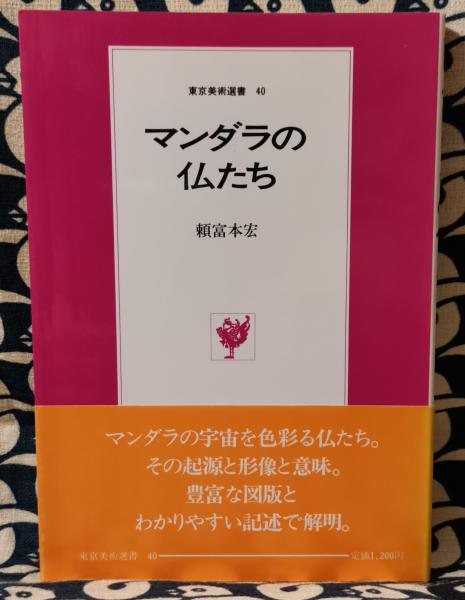 東京美術選書 40
マンダラの
仏たち
頼富本宏
マンダラの宇宙を色彩る仏たち。
その起源と形像と意味。
豊富な図版と
わかりやすい記述で解明。
東京美術選書 40
定価1,200円